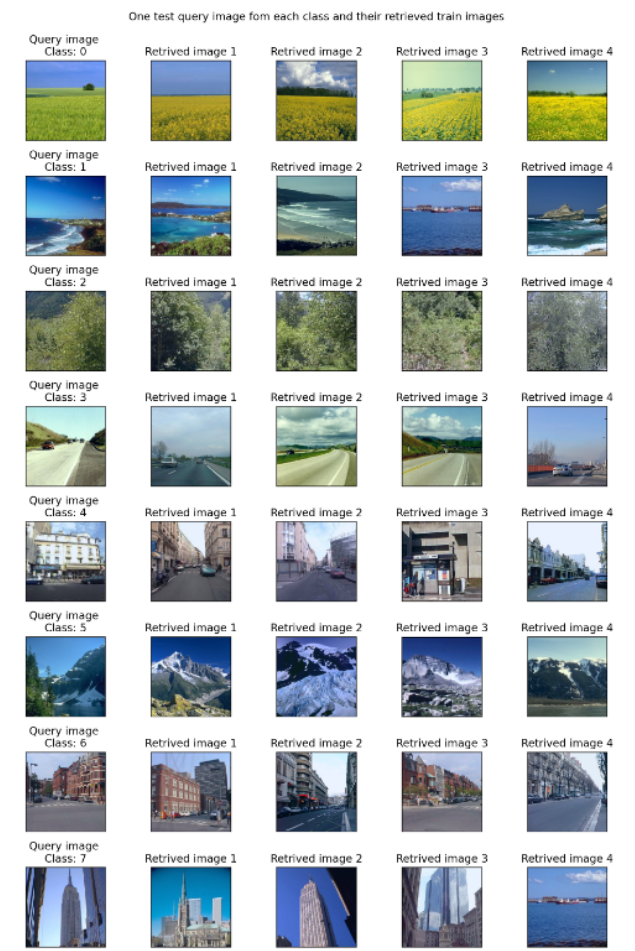 One test query image fom each class and their retrieved train images
Query image
Class: 0
Retrived image 1
Retrived image 2
Retrived image 3
Retrived image 4
Query image
Class: 1
Retrived image 1
Retrived image 2
Retrived image 3
Retrived image 4
Query image
Class: 2
Retrived image 1
Retrived image 2
Retrived image 3
Retrived image 4
Query image
Class: 3
Retrived image 1
Retrived image 2
Retrived image 3
Retrived image 4
Query image
Class: 4
Retrived image 1
Retrived image 2
Retrived image 3
Retrived image 4
Query image
Class: 5
Retrived image 1
Retrived image 2
Retrived image 3
Retrived image 4
Query image
Class: 6
Retrived image 1
Retrived image 2
Retrived image 3
Retrived image 4
Query image
Class: 7
Retrived image 1
Retrived image 2
Retrived image 3
Retrived image 4